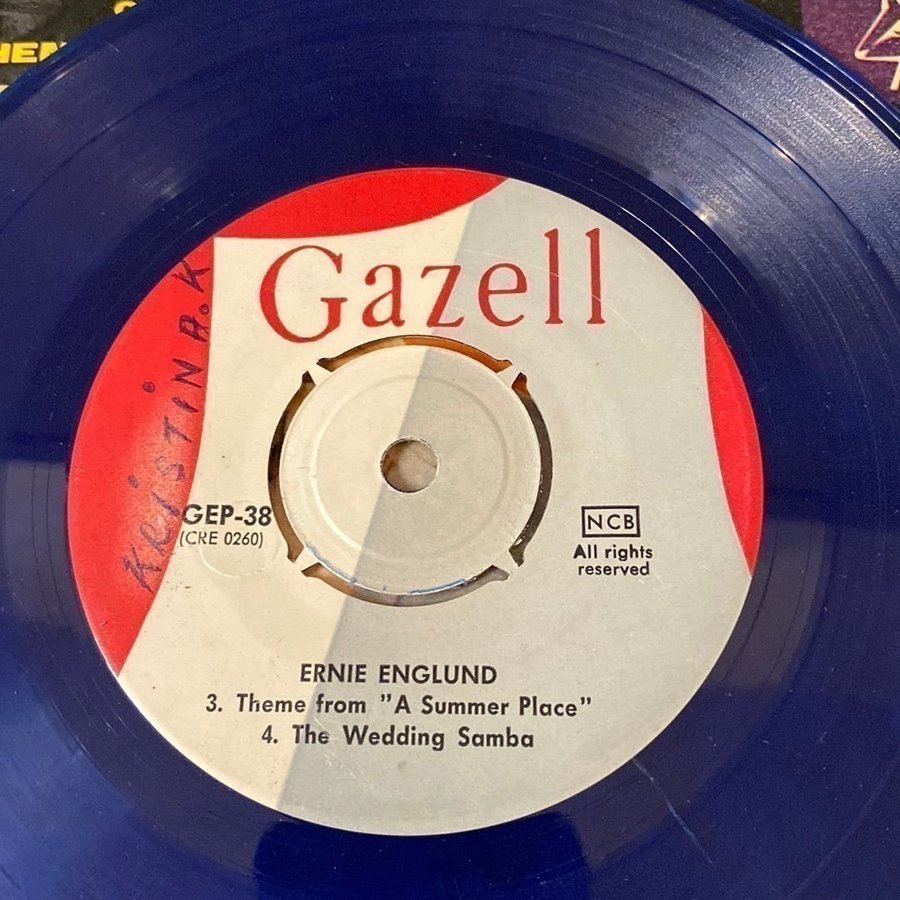 HEN
Gazell
KRiSTiNA.K
GEP-38
(CRE 0260)
NCB
All rights
reserved
ERNIE ENGLUND
3. Theme from ”A Summer Place”
4. The Wedding Samba